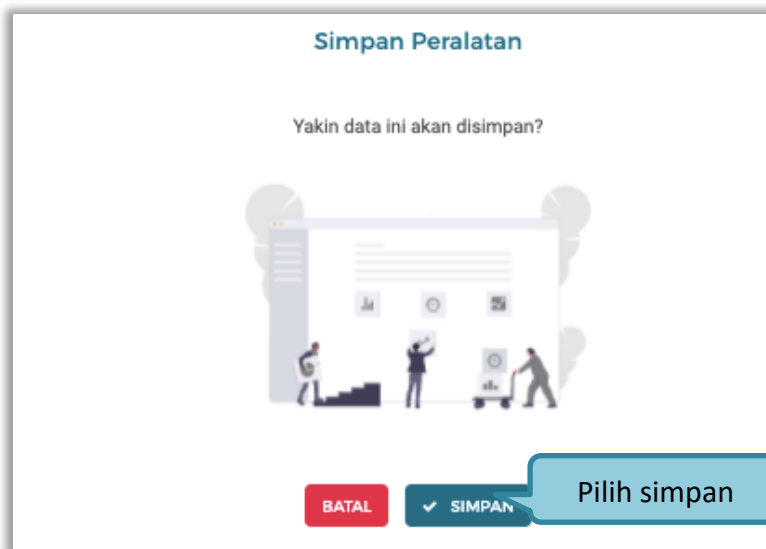 Simpan Peralatan
Yakin data ini akan disimpan?
BATAL
SIMPAN
Pilih simpan